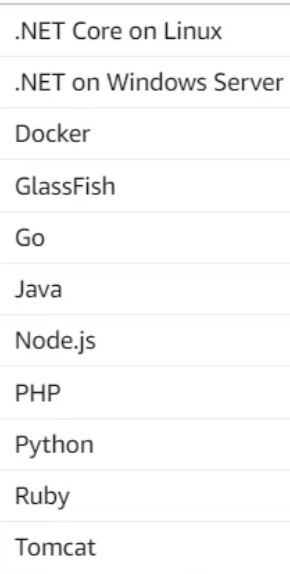 .NET Core on Linux
.NET on Windows Server
Docker
GlassFish
Go
Java
Node.js
PHP
Python
Ruby
Tomcat